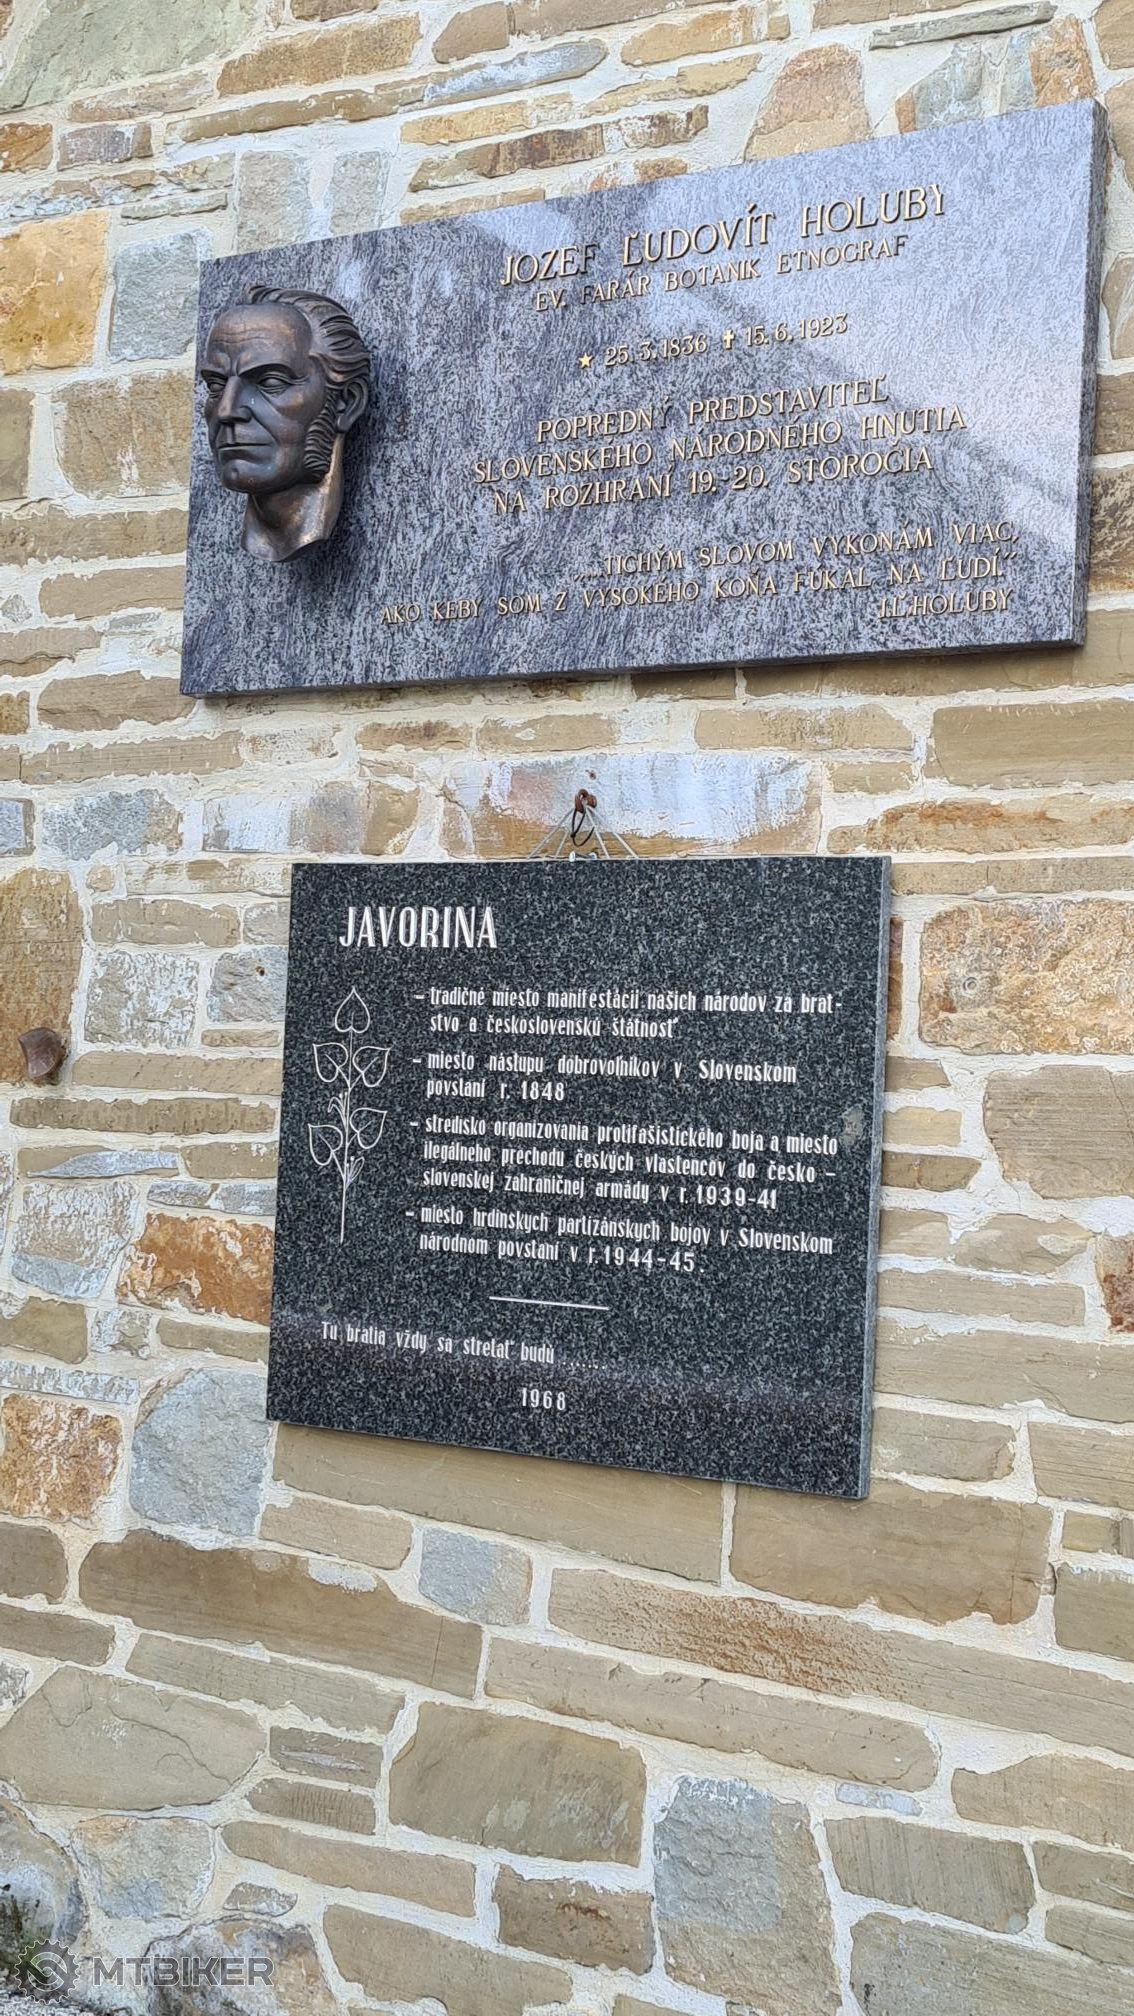 JOZEF ĽUDOVÍT HOLUBY
EV. FARÁR BOTANIK ETNOGRAF
★ 25.3.1836 ✝ 15.6.1923
POPREDNÝ PREDSTAVITEĽ
SLOVENSKÉHO NÁRODNÉHO HNUTIA
NA ROZHRANÍ 19.-20. STOROČIA
„....TICHÝM SLOVOM VYKONÁM VIAC,
AKO KEBY SOM Z VYSOKÉHO KOŇA FÚKAL NA ĽUDÍ.“
J.Ľ.HOLUBY
JAVORINA
– tradičné miesto manifestácií našich národov za brat-
stvo a československú štátnosť
– miesto nástupu dobrovoľníkov v Slovenskom
povstaní r. 1848
– stredisko organizovania protifašistického boja a miesto
ilegálneho prechodu českých vlastencov do česko –
slovenskej zahraničnej armády v r. 1939-41
– miesto hrdinských partizánskych bojov v Slovenskom
národnom povstaní v r. 1944-45.
Tu bratia vždy sa stretať budú .......
1968
MTBIKER